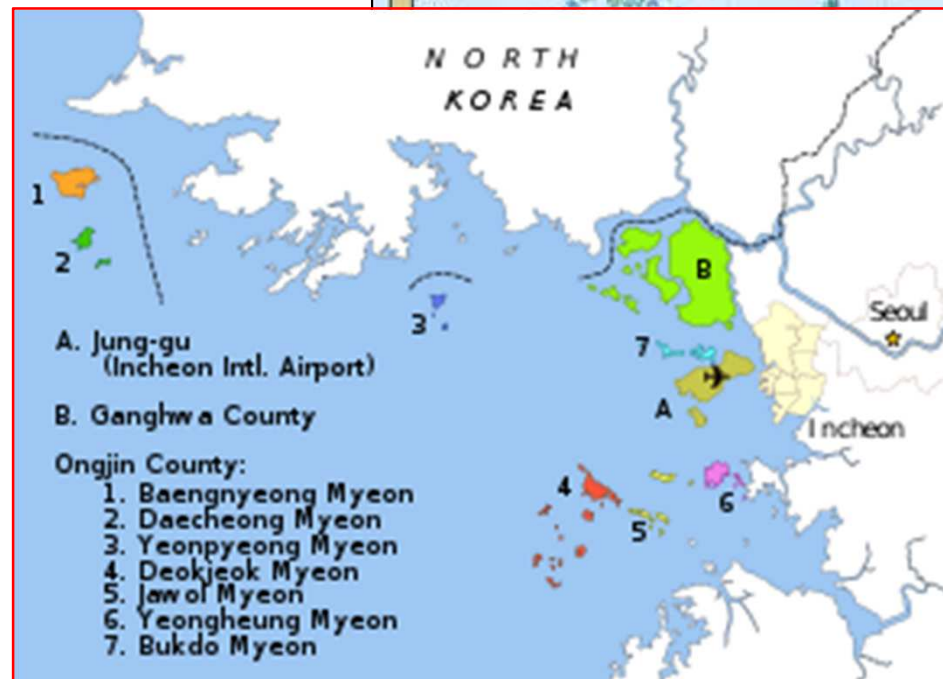 NORTH
KOREA
1
2
3
B
7
A
Seoul
Incheon
4
5
6
A. Jung-gu
(Incheon Intl. Airport)
B. Ganghwa County
Ongjin County:
1. Baengnyeong Myeon
2. Daecheong Myeon
3. Yeonpyeong Myeon
4. Deokjeok Myeon
5. Jawol Myeon
6. Yeongheung Myeon
7. Bukdo Myeon